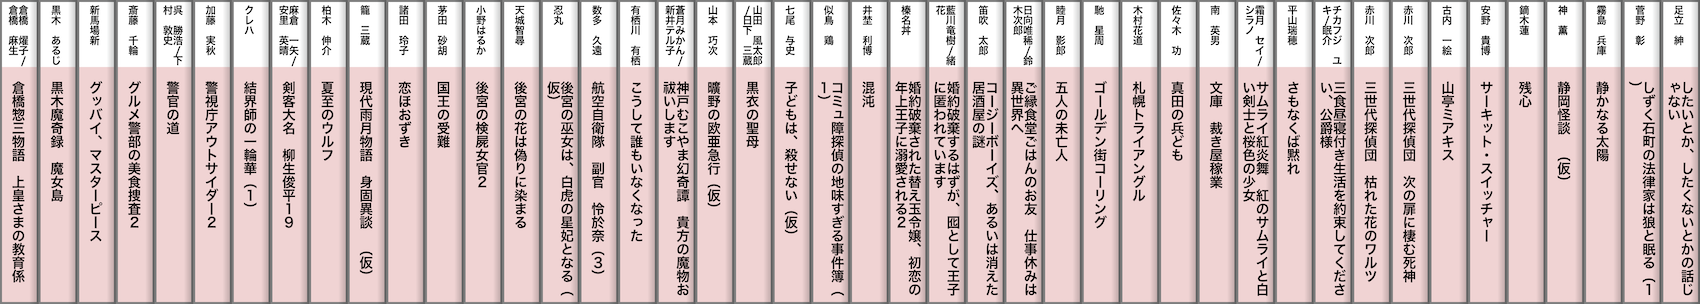 足立 紳
したいとか、したくないとかの話じ
ゃない
菅野 彰
しずく石町の法律家は狼と眠る（１
）
霧島 兵庫
静かなる太陽
神 薫
静岡怪談 （仮）
鏑木蓮
残心
安野 貴博
サーキット・スイッチャー
古内 一絵
山亭ミアキス
赤川 次郎
三世代探偵団 次の扉に棲む死神
赤川 次郎
三世代探偵団 枯れた花のワルツ
チカフジ ユ
キ/眠介
三食昼寝付き生活を約束してくださ
い、公爵様
平山瑞穂
さもなくば黙れ
霜月 セイ/
シラノ
サムライ紅炎舞 紅のサムライと白
い剣士と桜色の少女
南 英男
文庫 裁き屋稼業
佐々木 功
真田の兵ども
木村花道
札幌トライアングル
馳 星周
ゴールデン街コーリング
睦月 影郎
五人の未亡人
日向唯稀/鈴
木次郎
ご縁食堂ごはんのお友 仕事休みは
異世界へ
笛吹 太郎
コージーボーイズ、あるいは消えた
居酒屋の謎
藍川竜樹/緒
花
婚約破棄するはずが、囮として王子
に匿われています
榛名丼
婚約破棄された替え玉令嬢、初恋の
年上王子に溺愛される２
井埜 利博
混沌
似鳥 鶏
コミュ障探偵の地味すぎる事件簿（
１）
七尾 与史
子どもは、殺せない（仮）
山田 風太郎
/白下 三蔵
黒衣の聖母
山本 巧次
曠野の欧亜急行（仮）
蒼月みかん/
新井テル子
神戸むこやま幻奇譚 貴方の魔物お
祓いします
有栖川 有栖
こうして誰もいなくなった
数多 久遠
航空自衛隊 副官 怜於奈（３）
忍丸
後宮の巫女は、白虎の星妃となる（
仮）
天城智尋
後宮の花は偽りに染まる
小野はるか
後宮の検屍女官２
茅田 砂胡
国王の受難
諸田 玲子
恋ほおずき
籠 三蔵
現代雨月物語 身固異談 （仮）
柏木 伸介
夏至のウルフ
麻倉 一矢/
安里 英晴
剣客大名 柳生俊平１９
クレハ
結界師の一輪華（１）
加藤 実秋
警視庁アウトサイダー２
呉 勝浩/下
村 敦史
警官の道
斎藤 千輪
グルメ警部の美食捜査２
新馬場新
グッバイ、マスターピース
黒木 あるじ
黒木魔奇録 魔女島
倉橋 燿子/
倉橋 麻生
倉橋惣三物語 上皇さまの教育係